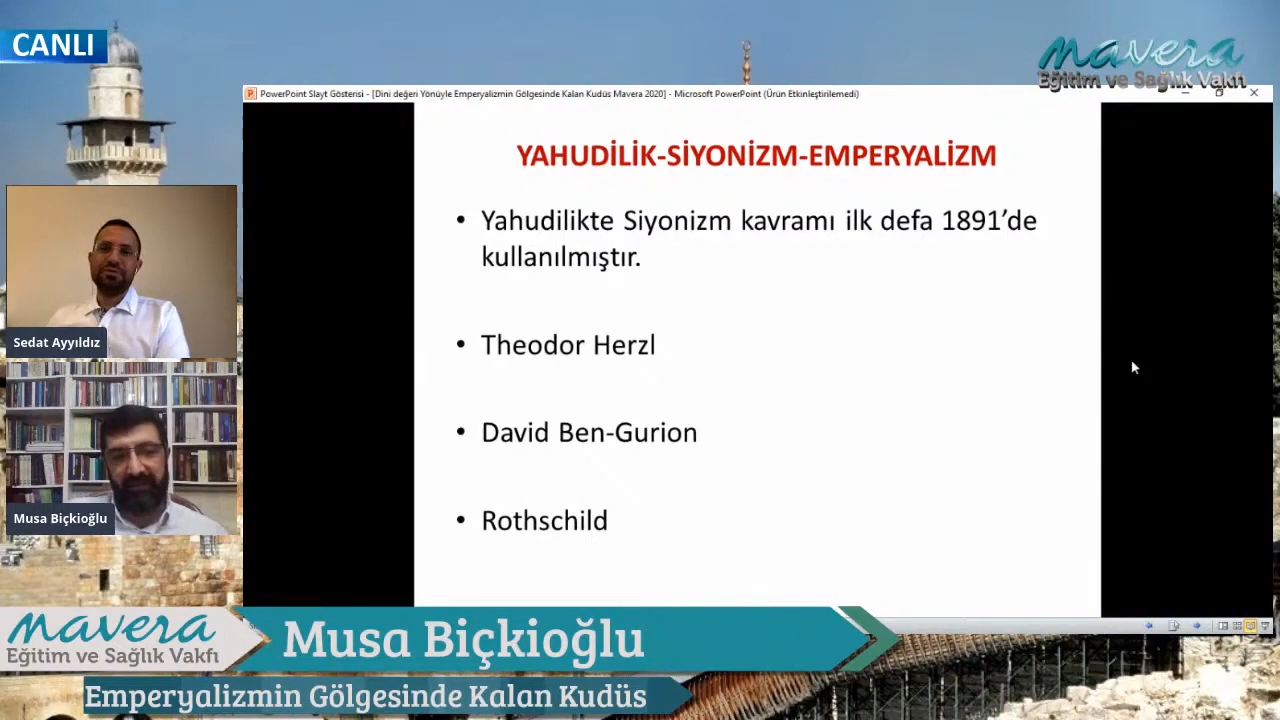 CANLI
mavera
Eğitim ve Sağlık Vakfı
PowerPoint Slayt Gösterisi - [Dini değeri Yönüyle Emperyalizmin Gölgesinde Kalan Kudüs Mavera 2020] - Microsoft PowerPoint (Ürün Etkinleştirilemedi)
YAHUDİLİK-SİYONİZM-EMPERYALİZM
• Yahudilikte Siyonizm kavramı ilk defa 1891’de
kullanılmıştır.
• Theodor Herzl
• David Ben-Gurion
• Rothschild
Sedat Ayyıldız
Musa Biçkioğlu
mavera
Eğitim ve Sağlık Vakfı
Musa Biçkioğlu
Emperyalizmin Gölgesinde Kalan Kudüs